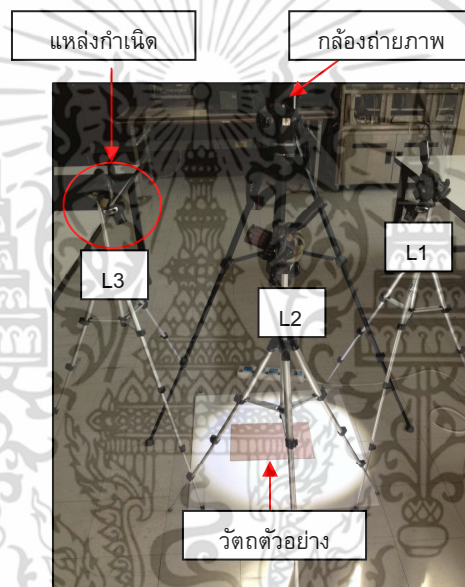 แหล่งกำเนิด
กล้องถ่ายภาพ
L3
L1
L2
วัตถตัวอย่าง